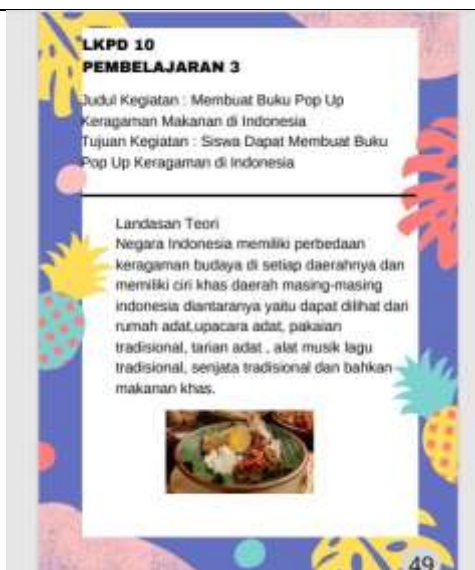 LKPD 10
PEMBELAJARAN 3
Judul Kegiatan : Membuat Buku Pop Up
Keragaman Makanan di Indonesia
Tujuan Kegiatan : Siswa Dapat Membuat Buku
Pop Up Keragaman di Indonesia
Landasan Teori
Negara Indonesia memiliki perbedaan
keragaman budaya di setiap daerahnya dan
memiliki ciri khas daerah masing-masing
indonesia diantaranya yaitu dapat dilihat dari
rumah adat,upacara adat, pakaian
tradisional, tarian adat , alat musik lagu
tradisional, senjata tradisional dan bahkan
makanan khas.
49